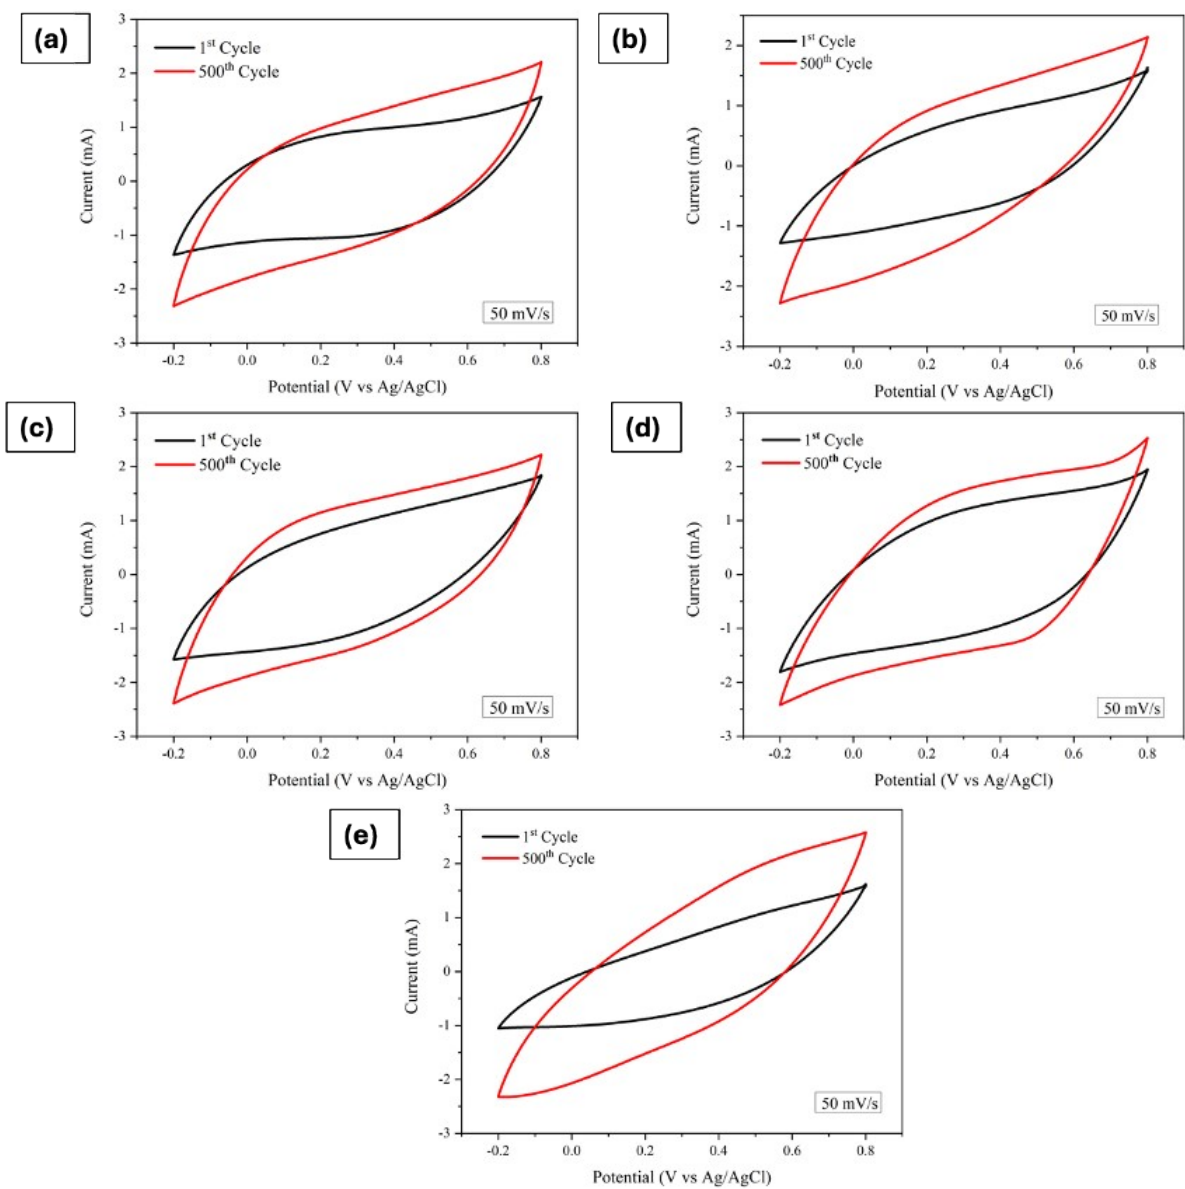 (a)
3
2
1
0
-1
-2
-3
Current (mA)
1st Cycle
500th Cycle
50 mV/s
-0.2 0.0 0.2 0.4 0.6 0.8
Potential (V vs Ag/AgCl)
(b)
2
1
0
-1
-2
-3
Current (mA)
1st Cycle
500th Cycle
50 mV/s
-0.2 0.0 0.2 0.4 0.6 0.8
Potential (V vs Ag/AgCl)
(c)
3
2
1
0
-1
-2
-3
Current (mA)
1st Cycle
500th Cycle
50 mV/s
-0.2 0.0 0.2 0.4 0.6 0.8
Potential (V vs Ag/AgCl)
(d)
3
2
1
0
-1
-2
-3
Current (mA)
1st Cycle
500th Cycle
50 mV/s
-0.2 0.0 0.2 0.4 0.6 0.8
Potential (V vs Ag/AgCl)
(e)
3
2
1
0
-1
-2
-3
Current (mA)
1st Cycle
500th Cycle
50 mV/s
-0.2 0.0 0.2 0.4 0.6 0.8
Potential (V vs Ag/AgCl)